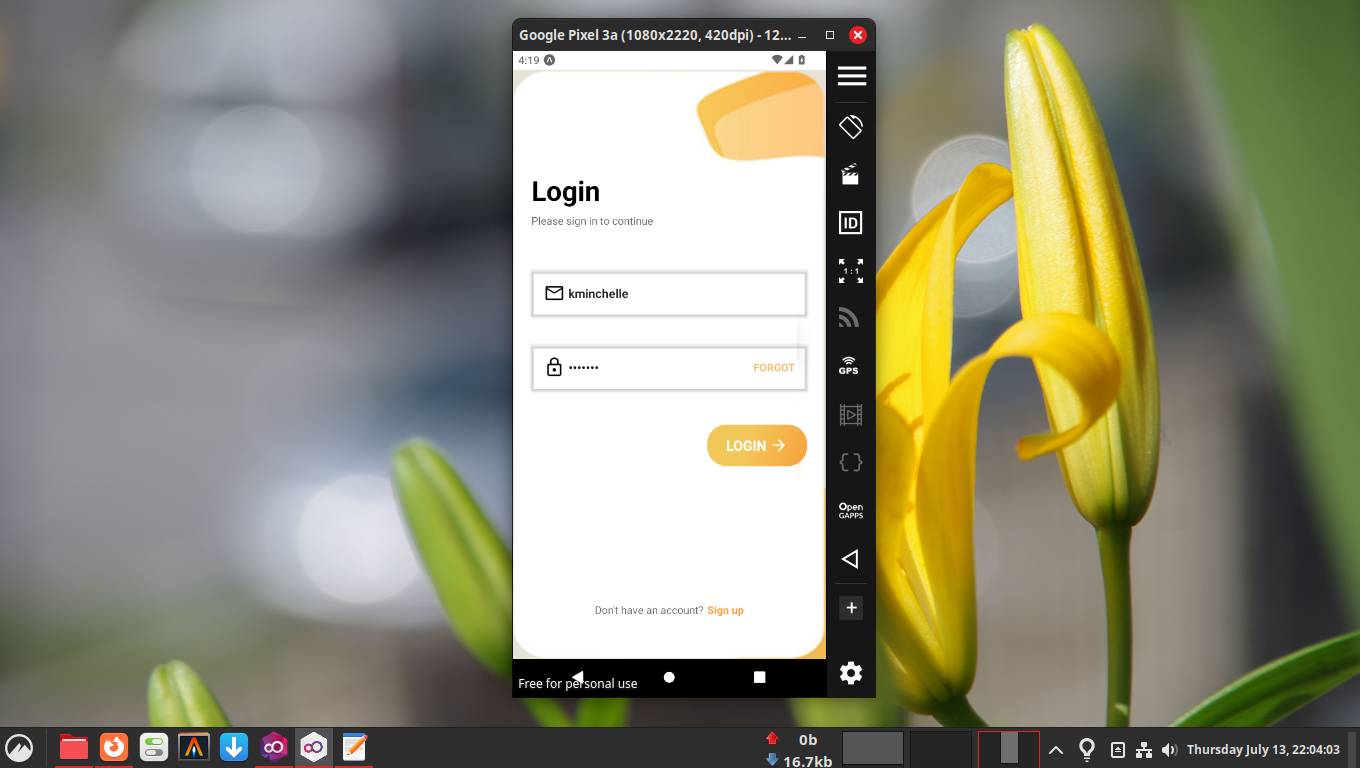 Google Pixel 3a (1080x2220, 420dpi) - 12...
4:19
Login
Please sign in to continue
kminchelle
•••••••
FORGOT
LOGIN
Don't have an account? Sign up
Free for personal use
ID
1 : 1
GPS
Open
GAPPS
0b
16.7kb
Thursday July 13, 22:04:03